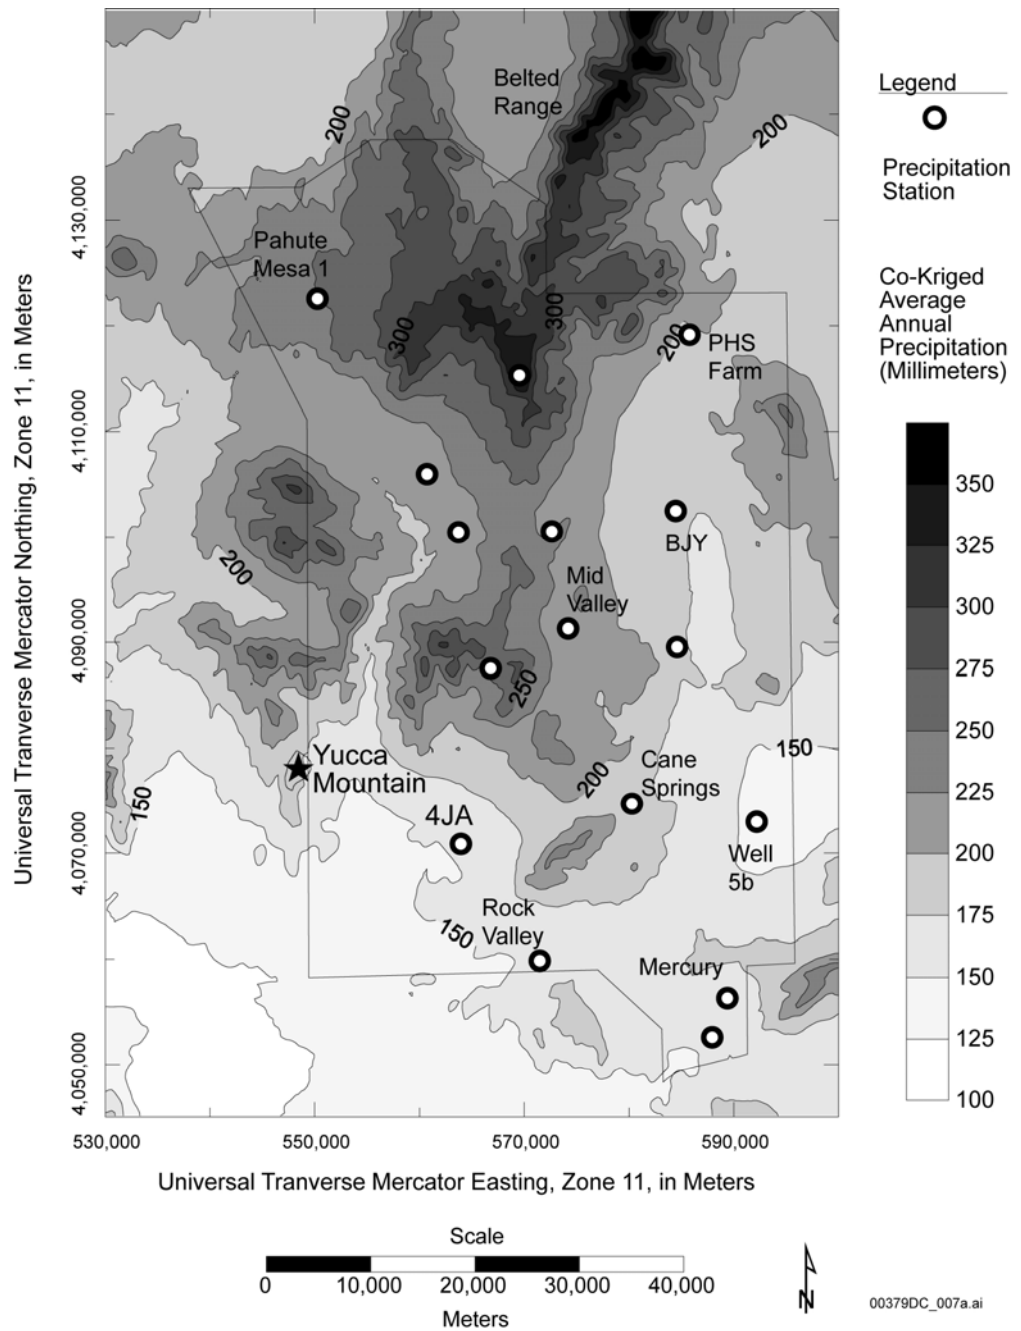 Belted
Range
200
200
Pahute
Mesa 1
300
300
200
PHS
Farm
BJY
200
Mid
Valley
250
Yucca
Mountain
Cane
Springs
200
150
150
4JA
Well
5b
Rock
Valley
150
Mercury
4,130,000
4,110,000
4,090,000
4,070,000
4,050,000
Universal Tranverse Mercator Northing, Zone 11, in Meters
530,000 550,000 570,000 590,000
Universal Tranverse Mercator Easting, Zone 11, in Meters
Legend
Precipitation
Station
Co-Kriged
Average
Annual
Precipitation
(Millimeters)
350
325
300
275
250
225
200
175
150
125
100
Scale
0 10,000 20,000 30,000 40,000
Meters
N
00379DC_007a.ai